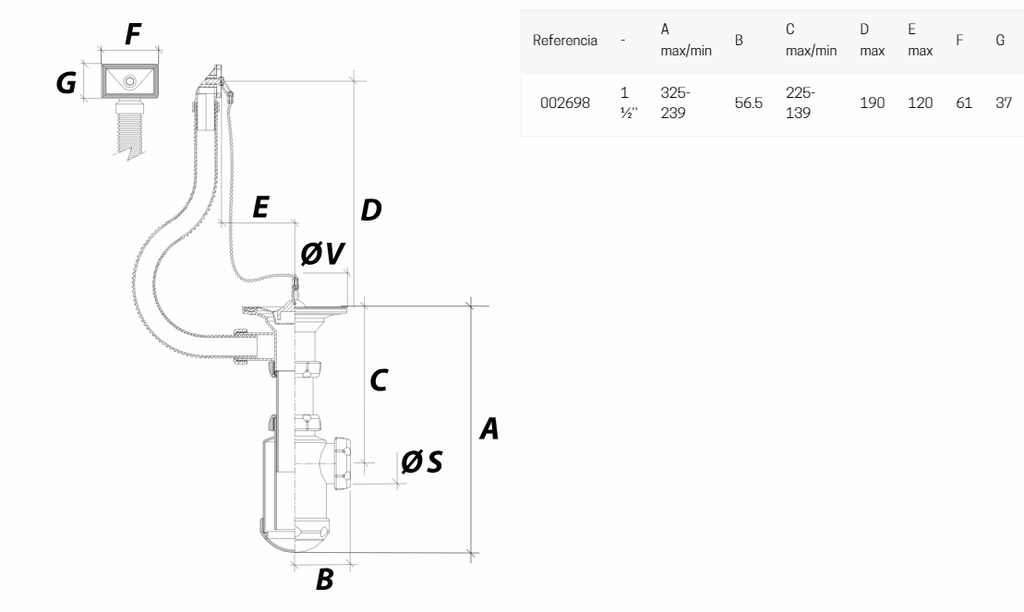 F
G
E
D
ØV
C
A
ØS
B
Referencia - A max/min B C max/min D max E max F G
002698 1 ½’’ 325-239 56.5 225-139 190 120 61 37